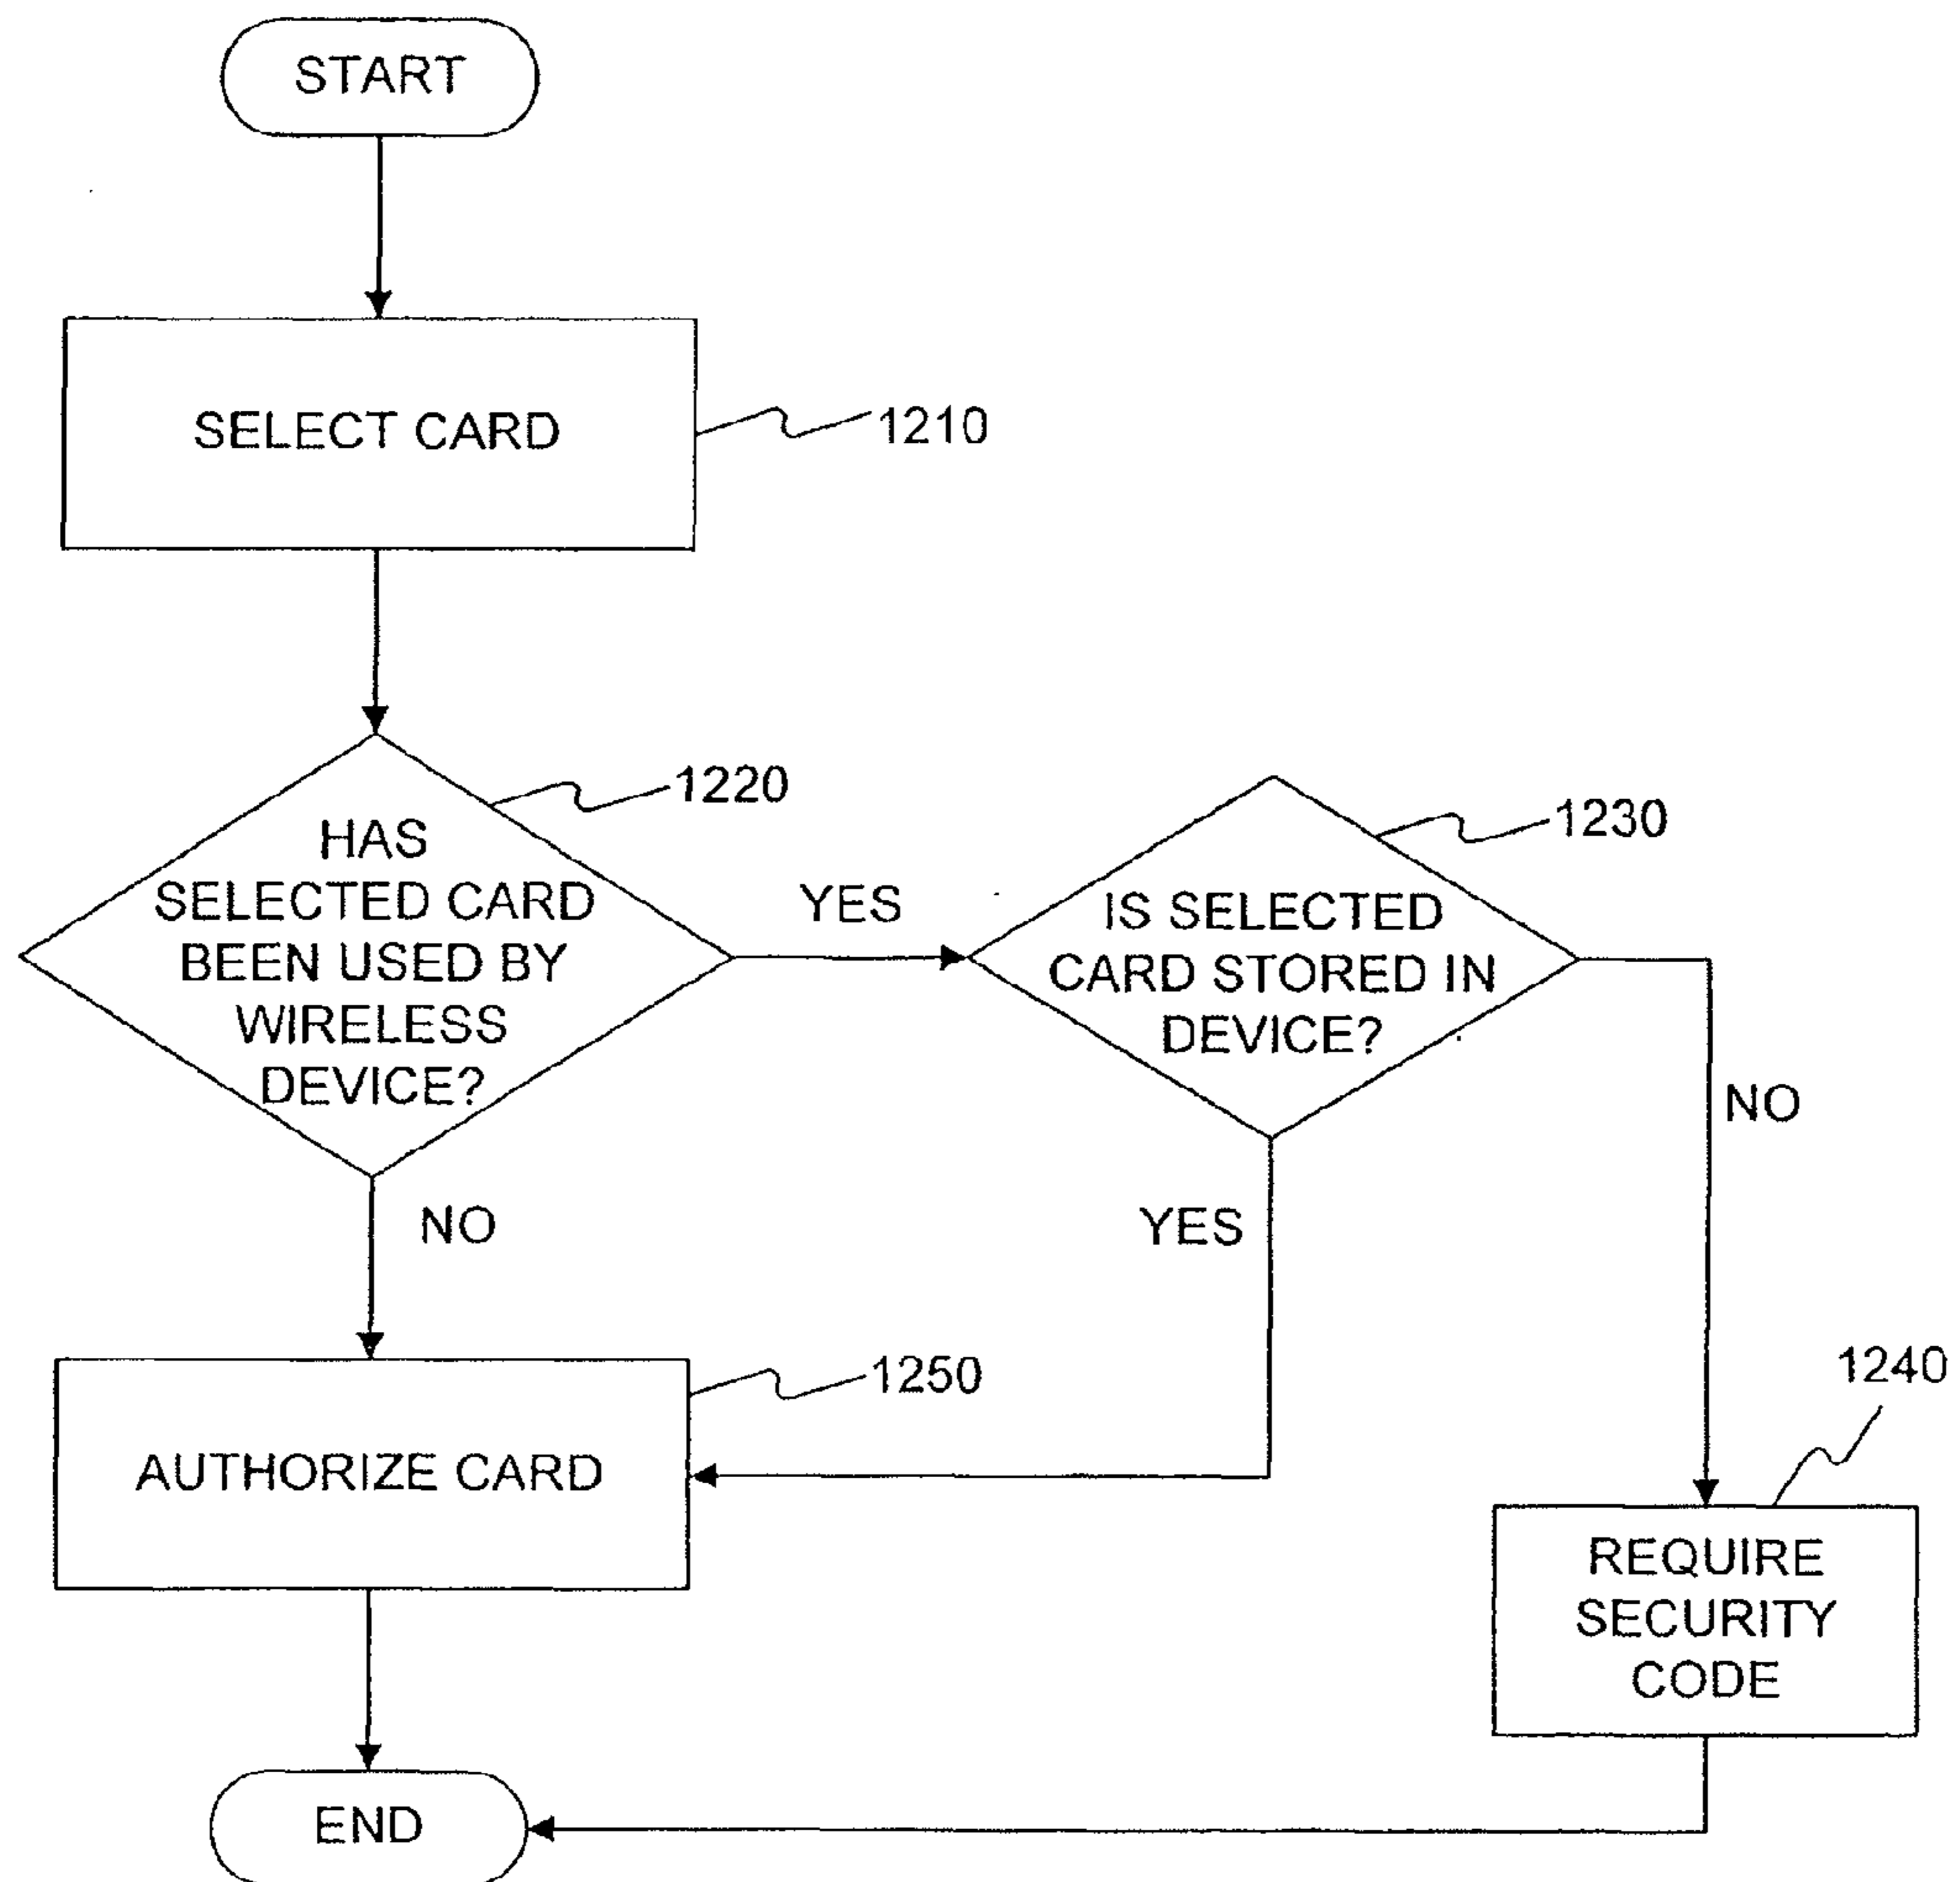 START
SELECT CARD
1210
1220
HAS
SELECTED CARD
BEEN USED BY
WIRELESS
DEVICE?
YES
1230
IS SELECTED
CARD STORED IN
DEVICE?
NO
NO
YES
1250
AUTHORIZE CARD
1240
REQUIRE
SECURITY
CODE
END